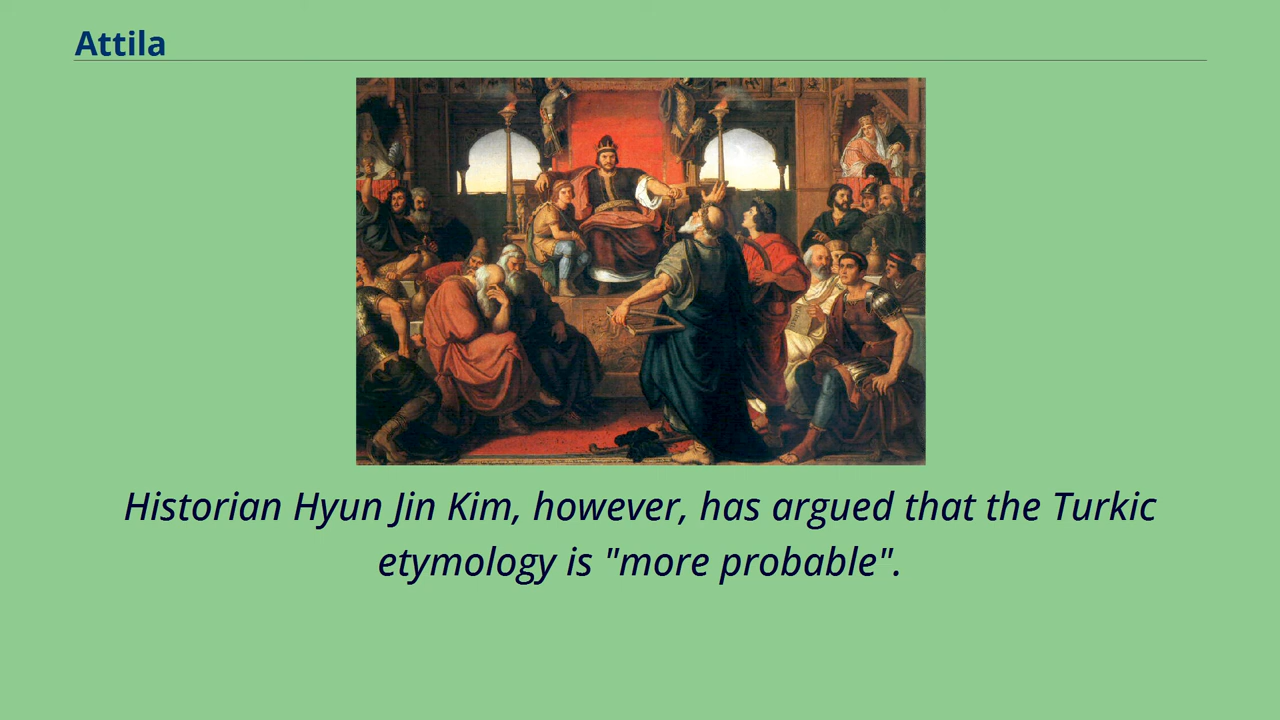 Attila
Historian Hyun Jin Kim, however, has argued that the Turkic
etymology is "more probable".